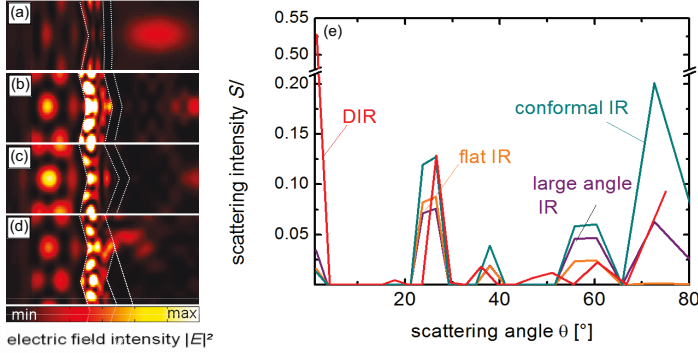 (a)
(b)
(c)
(d)
min max
electric field intensity |E|²
(e)
0.55
0.50
0.20
0.15
0.10
0.05
scattering intensity S/
DIR
flat IR
conformal IR
large angle
IR
20 40 60 80
scattering angle θ [°]